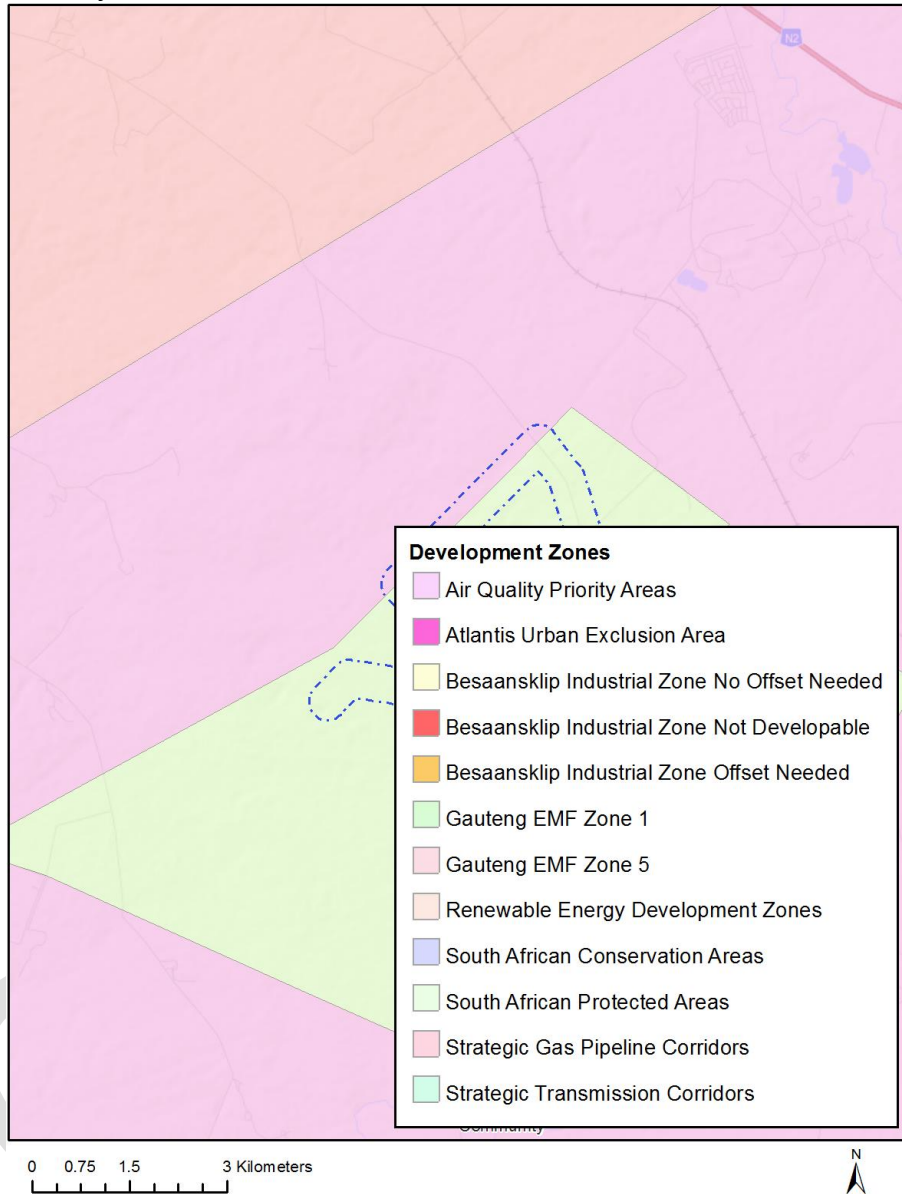 N2
Development Zones
Air Quality Priority Areas
Atlantis Urban Exclusion Area
Besaansklip Industrial Zone No Offset Needed
Besaansklip Industrial Zone Not Developable
Besaansklip Industrial Zone Offset Needed
Gauteng EMF Zone 1
Gauteng EMF Zone 5
Renewable Energy Development Zones
South African Conservation Areas
South African Protected Areas
Strategic Gas Pipeline Corridors
Strategic Transmission Corridors
Community
0 0.75 1.5 3 Kilometers
N